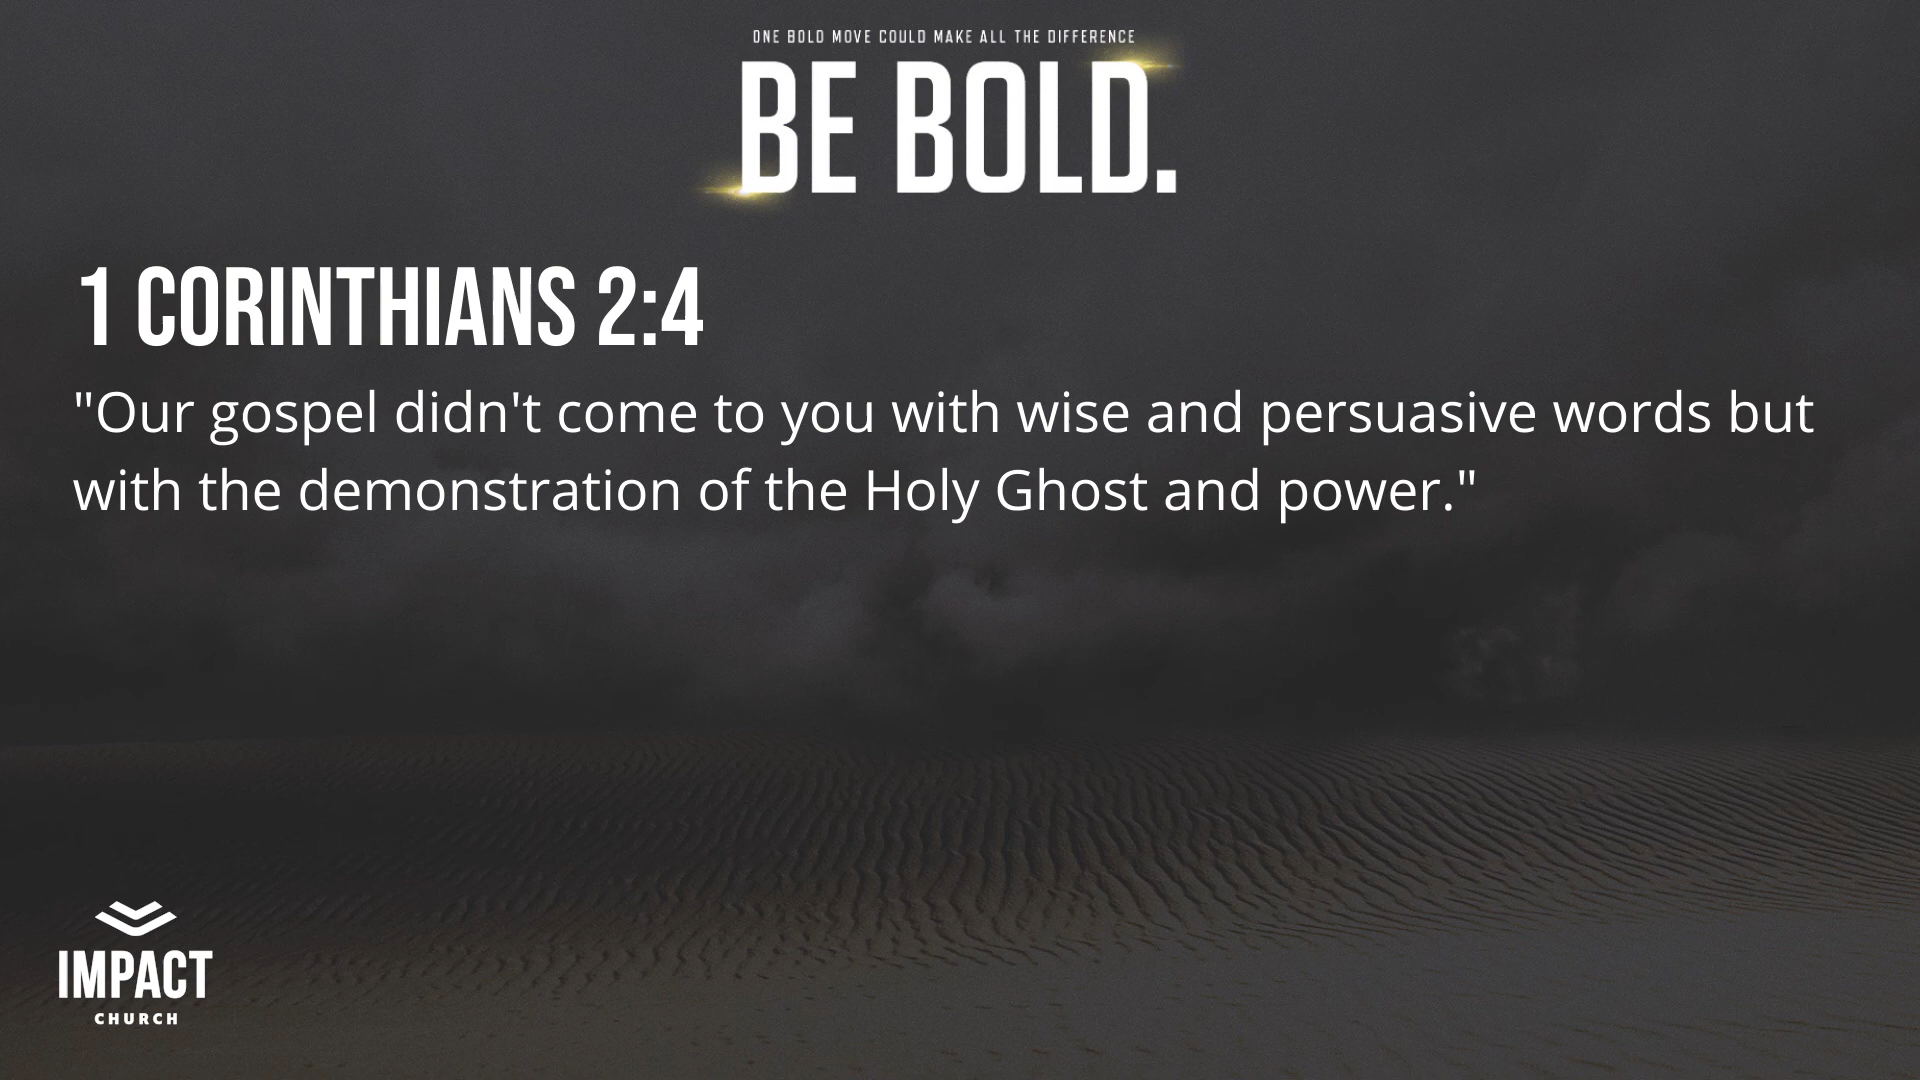 ONE BOLD MOVE COULD MAKE ALL THE DIFFERENCE
BE BOLD.
1 CORINTHIANS 2:4
"Our gospel didn't come to you with wise and persuasive words but
with the demonstration of the Holy Ghost and power."
IMPACT
CHURCH